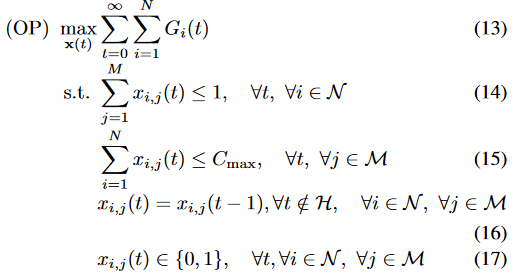 (OP) max_{x(t)} ∑_{t=0}^{∞} ∑_{i=1}^{N} G_i(t) (13)
s.t. ∑_{j=1}^{M} x_{i,j}(t) ≤ 1, ∀t, ∀i ∈ 𝒩 (14)
∑_{i=1}^{N} x_{i,j}(t) ≤ C_max, ∀t, ∀j ∈ ℳ (15)
x_{i,j}(t) = x_{i,j}(t − 1), ∀t ∉ ℋ, ∀i ∈ 𝒩, ∀j ∈ ℳ
(16)
x_{i,j}(t) ∈ {0, 1}, ∀t, ∀i ∈ 𝒩, ∀j ∈ ℳ (17)